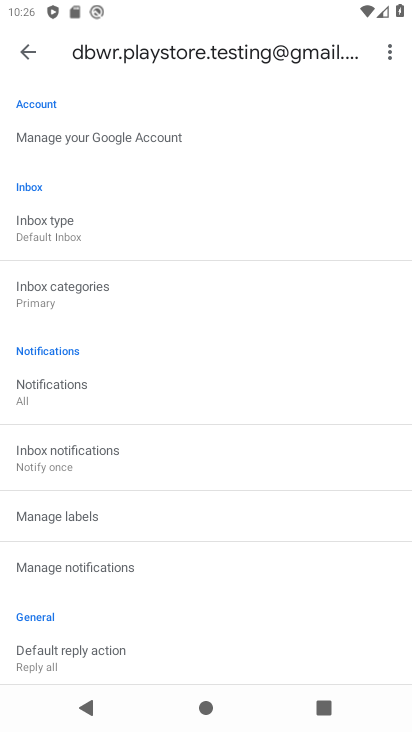 10:26
dbwr.playstore.testing@gmail....
Account
Manage your Google Account
Inbox
Inbox type
Default Inbox
Inbox categories
Primary
Notifications
Notifications
All
Inbox notifications
Notify once
Manage labels
Manage notifications
General
Default reply action
Reply all